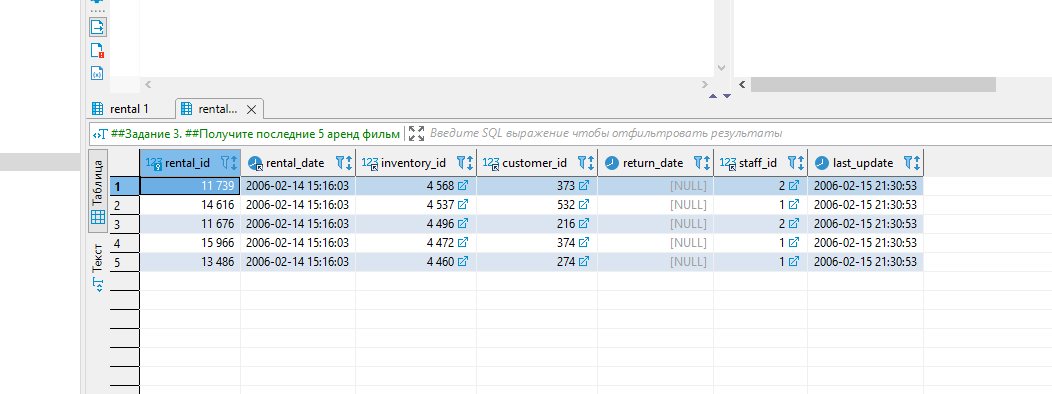 rental 1 rental...
##Задание 3. ##Получите последние 5 аренд фильм Введите SQL выражение чтобы отфильтровать результаты
Таблица
Текст
123 rental_id rental_date 123 inventory_id 123 customer_id return_date 123 staff_id last_update
1 11 739 2006-02-14 15:16:03 4 568 373 [NULL] 2 2006-02-15 21:30:53
2 14 616 2006-02-14 15:16:03 4 537 532 [NULL] 1 2006-02-15 21:30:53
3 11 676 2006-02-14 15:16:03 4 496 216 [NULL] 2 2006-02-15 21:30:53
4 15 966 2006-02-14 15:16:03 4 472 374 [NULL] 1 2006-02-15 21:30:53
5 13 486 2006-02-14 15:16:03 4 460 274 [NULL] 1 2006-02-15 21:30:53